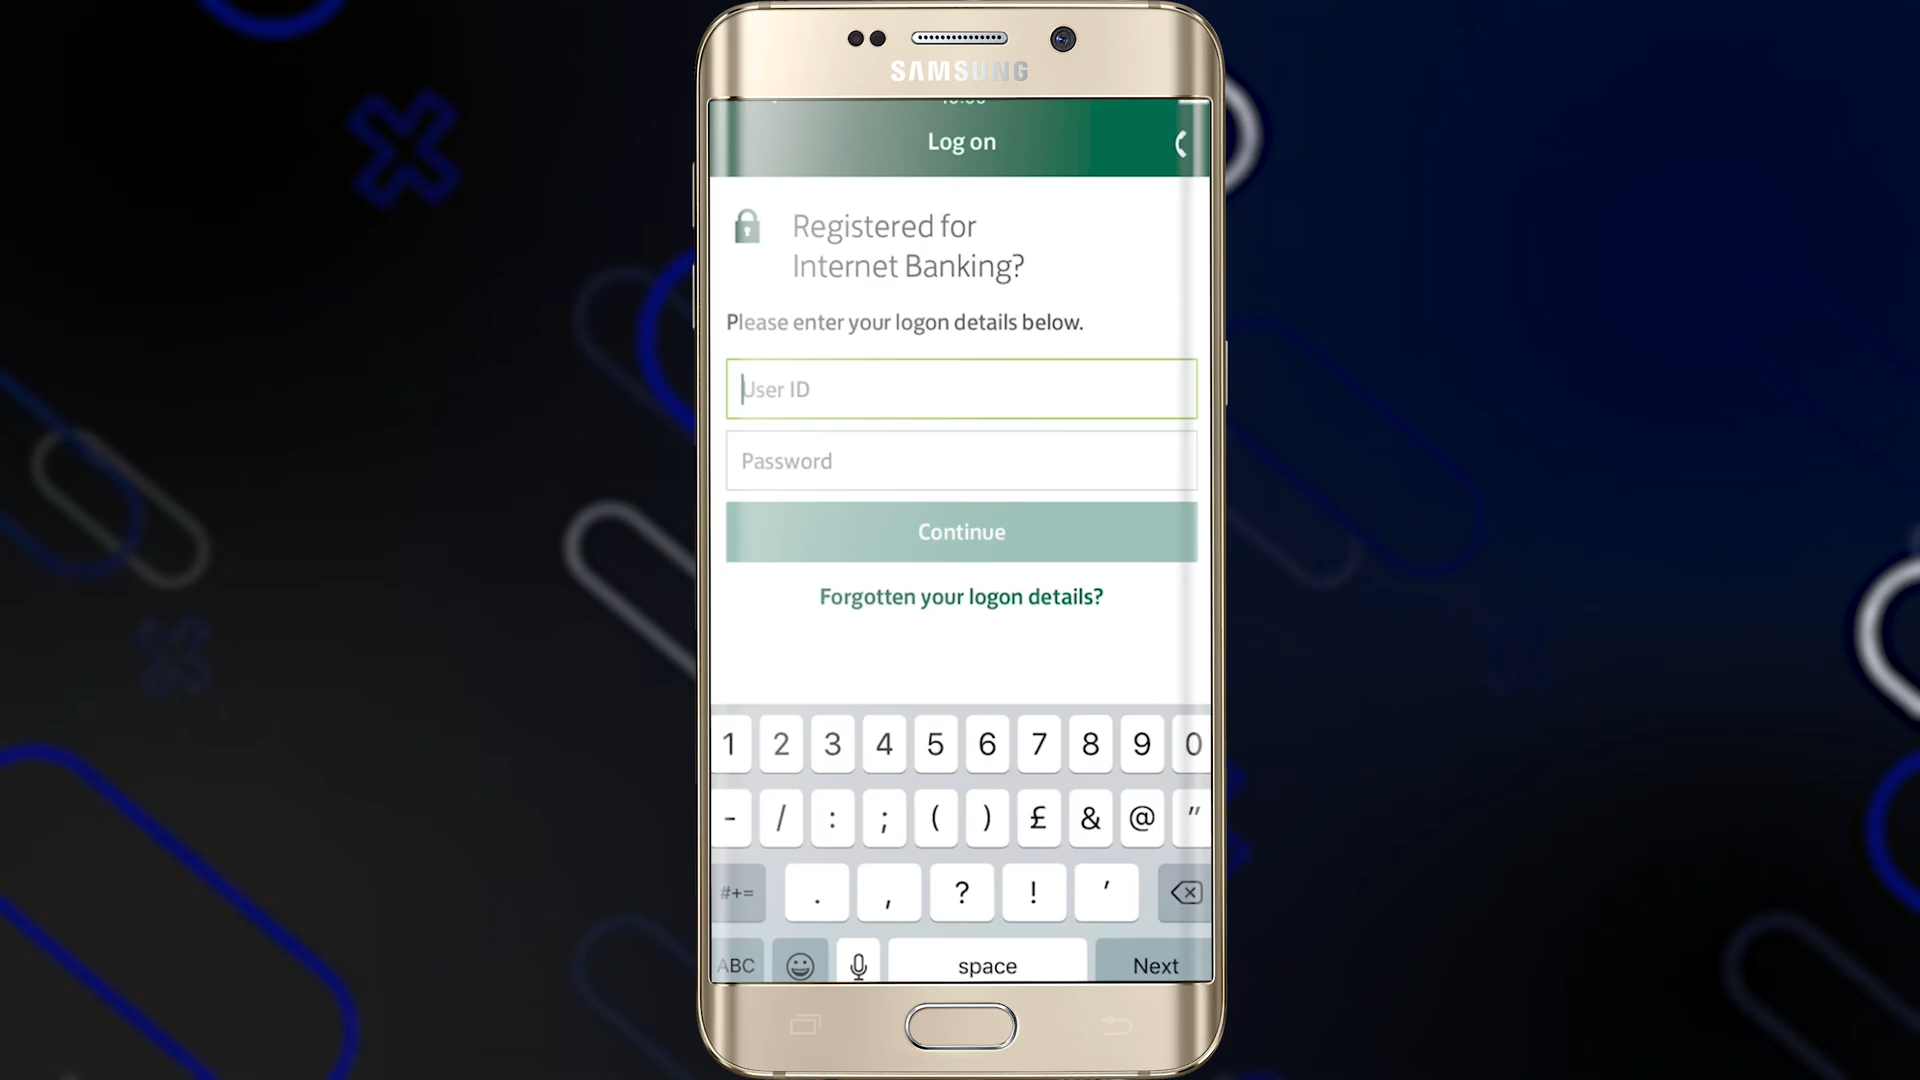 SAMSUNG
Log on
Registered for
Internet Banking?
Please enter your logon details below.
User ID
Password
Continue
Forgotten your logon details?
1 2 3 4 5 6 7 8 9 0
- / : ; ( ) £ & @ "
#+= . , ? ! '
ABC space Next